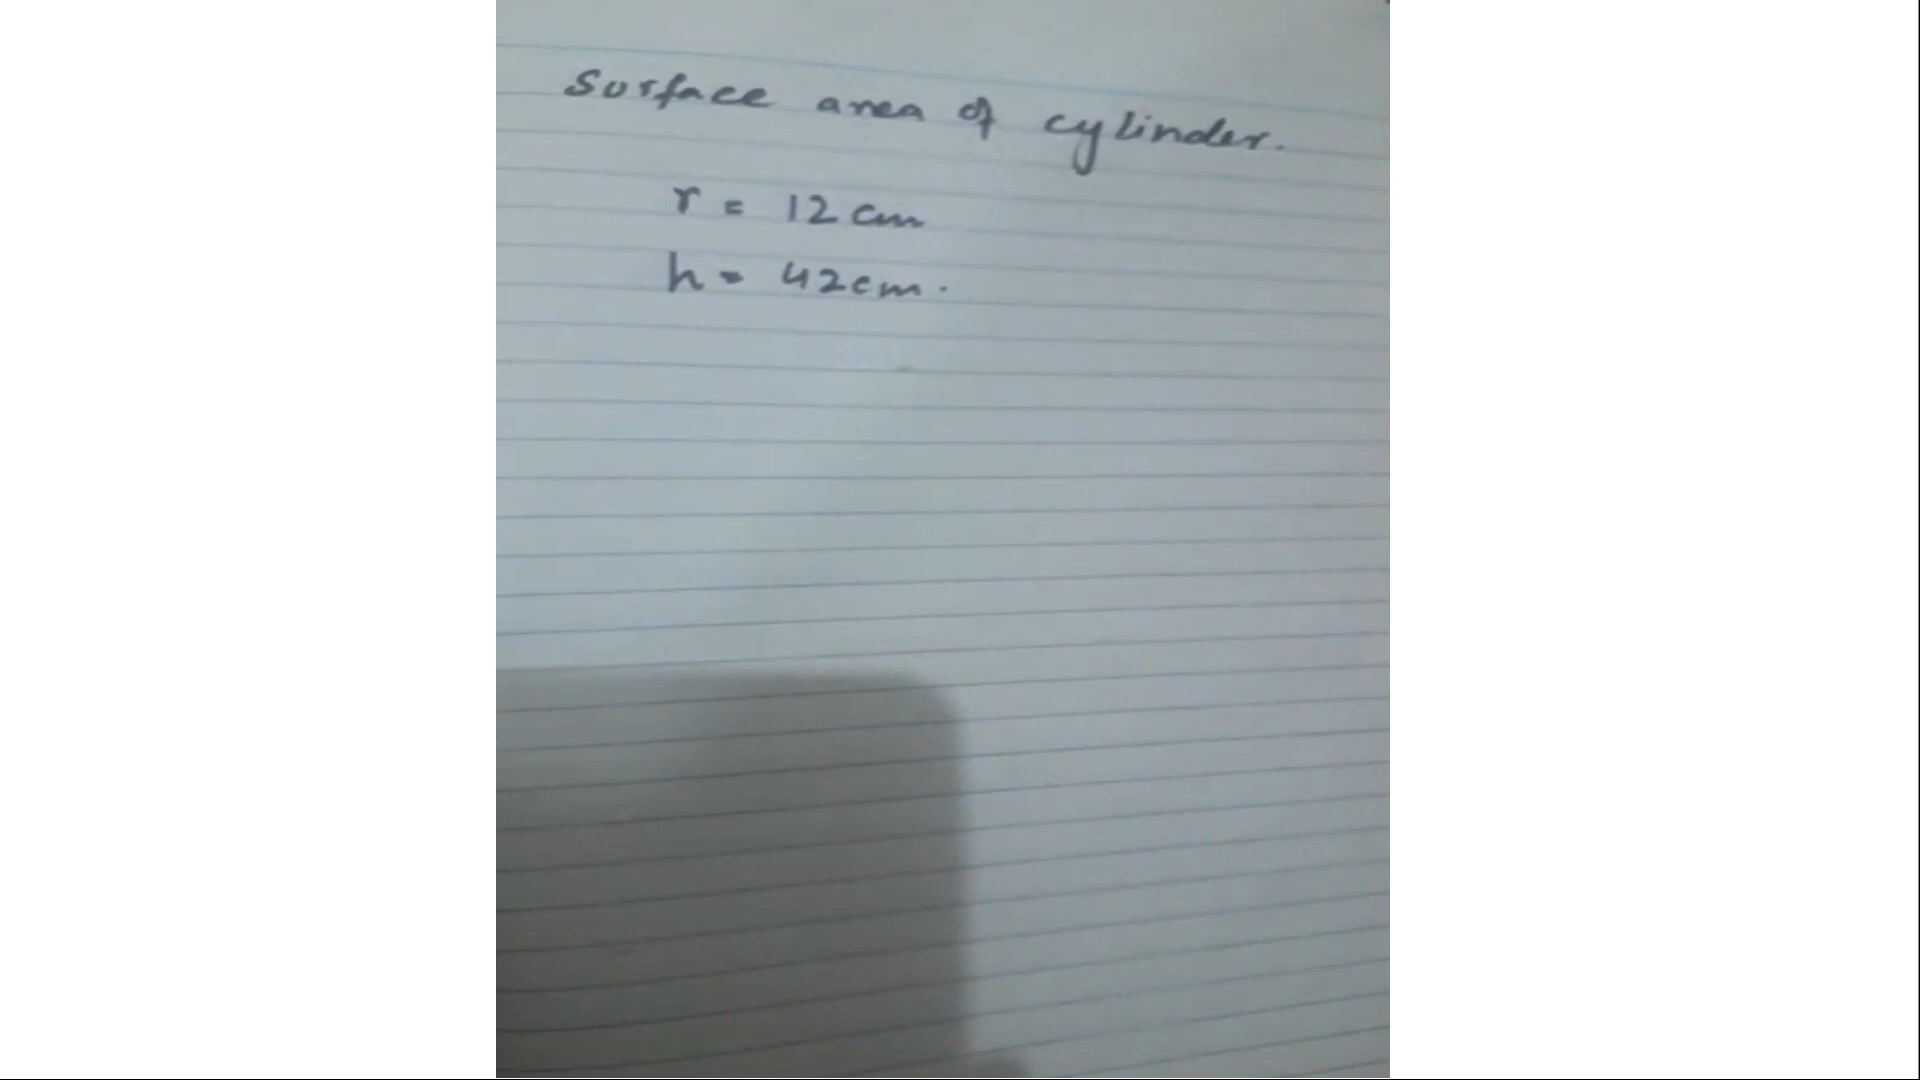 Surface area of cylinder.
r = 12 cm
h = 42cm.